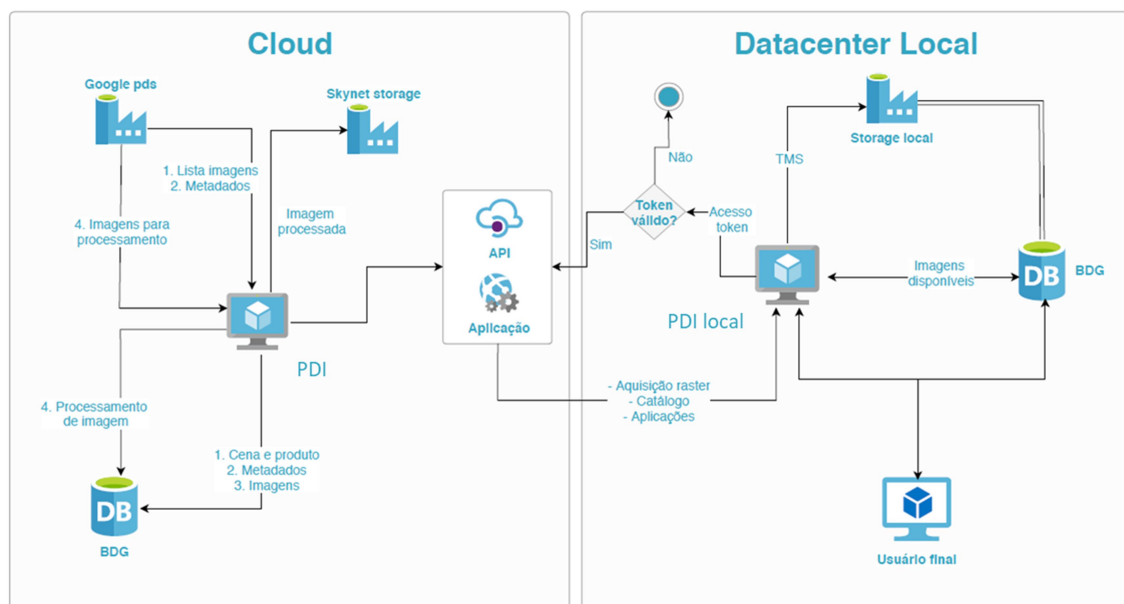 Cloud
Google pds
Skynet storage
1. Lista imagens
2. Metadados
4. Imagens para
processamento
Imagem
processada
API
Aplicação
PDI
4. Processamento
de imagem
1. Cena e produto
2. Metadados
3. Imagens
DB
BDG
Datacenter Local
Storage local
Não
TMS
Token
válido?
Sim
Acesso
token
Imagens
disponíveis
DB
BDG
PDI local
- Aquisição raster
- Catálogo
- Aplicações
Usuário final